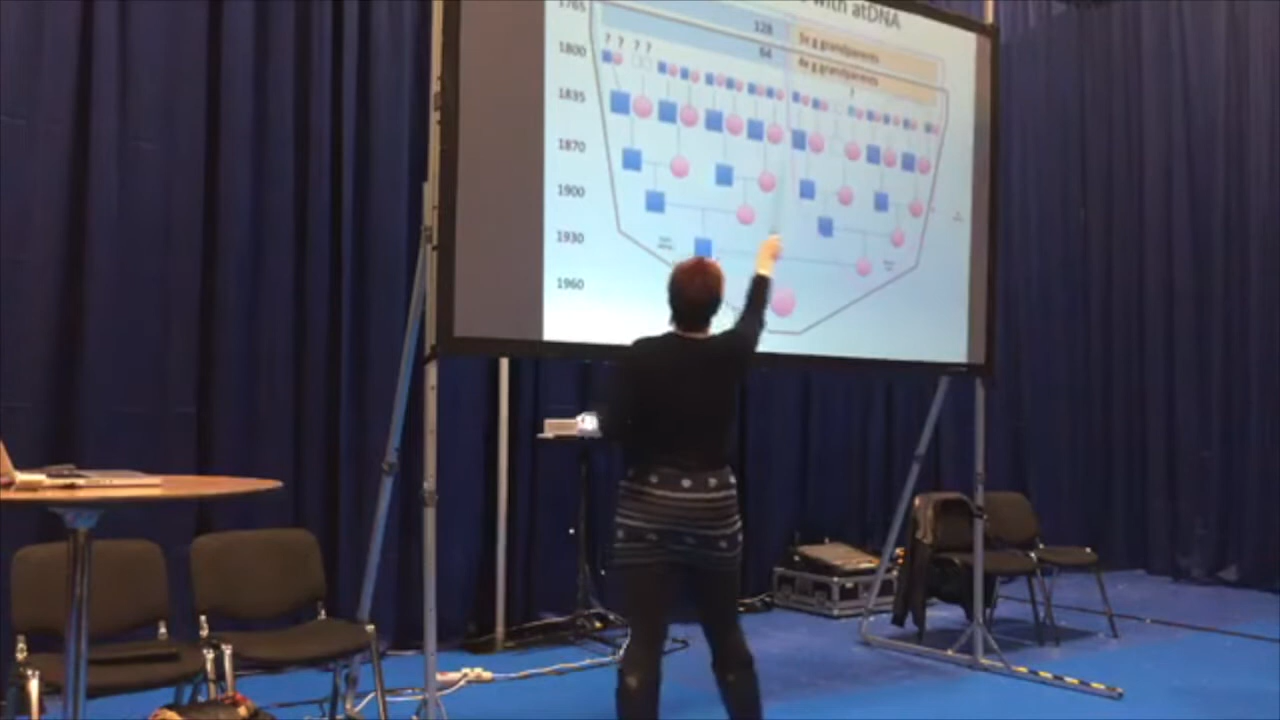 with atDNA
1765
128 5x g grandparents
64 4x g grandparents
? ? ? ?
1800
?
1835
1870
1900
1930
1960